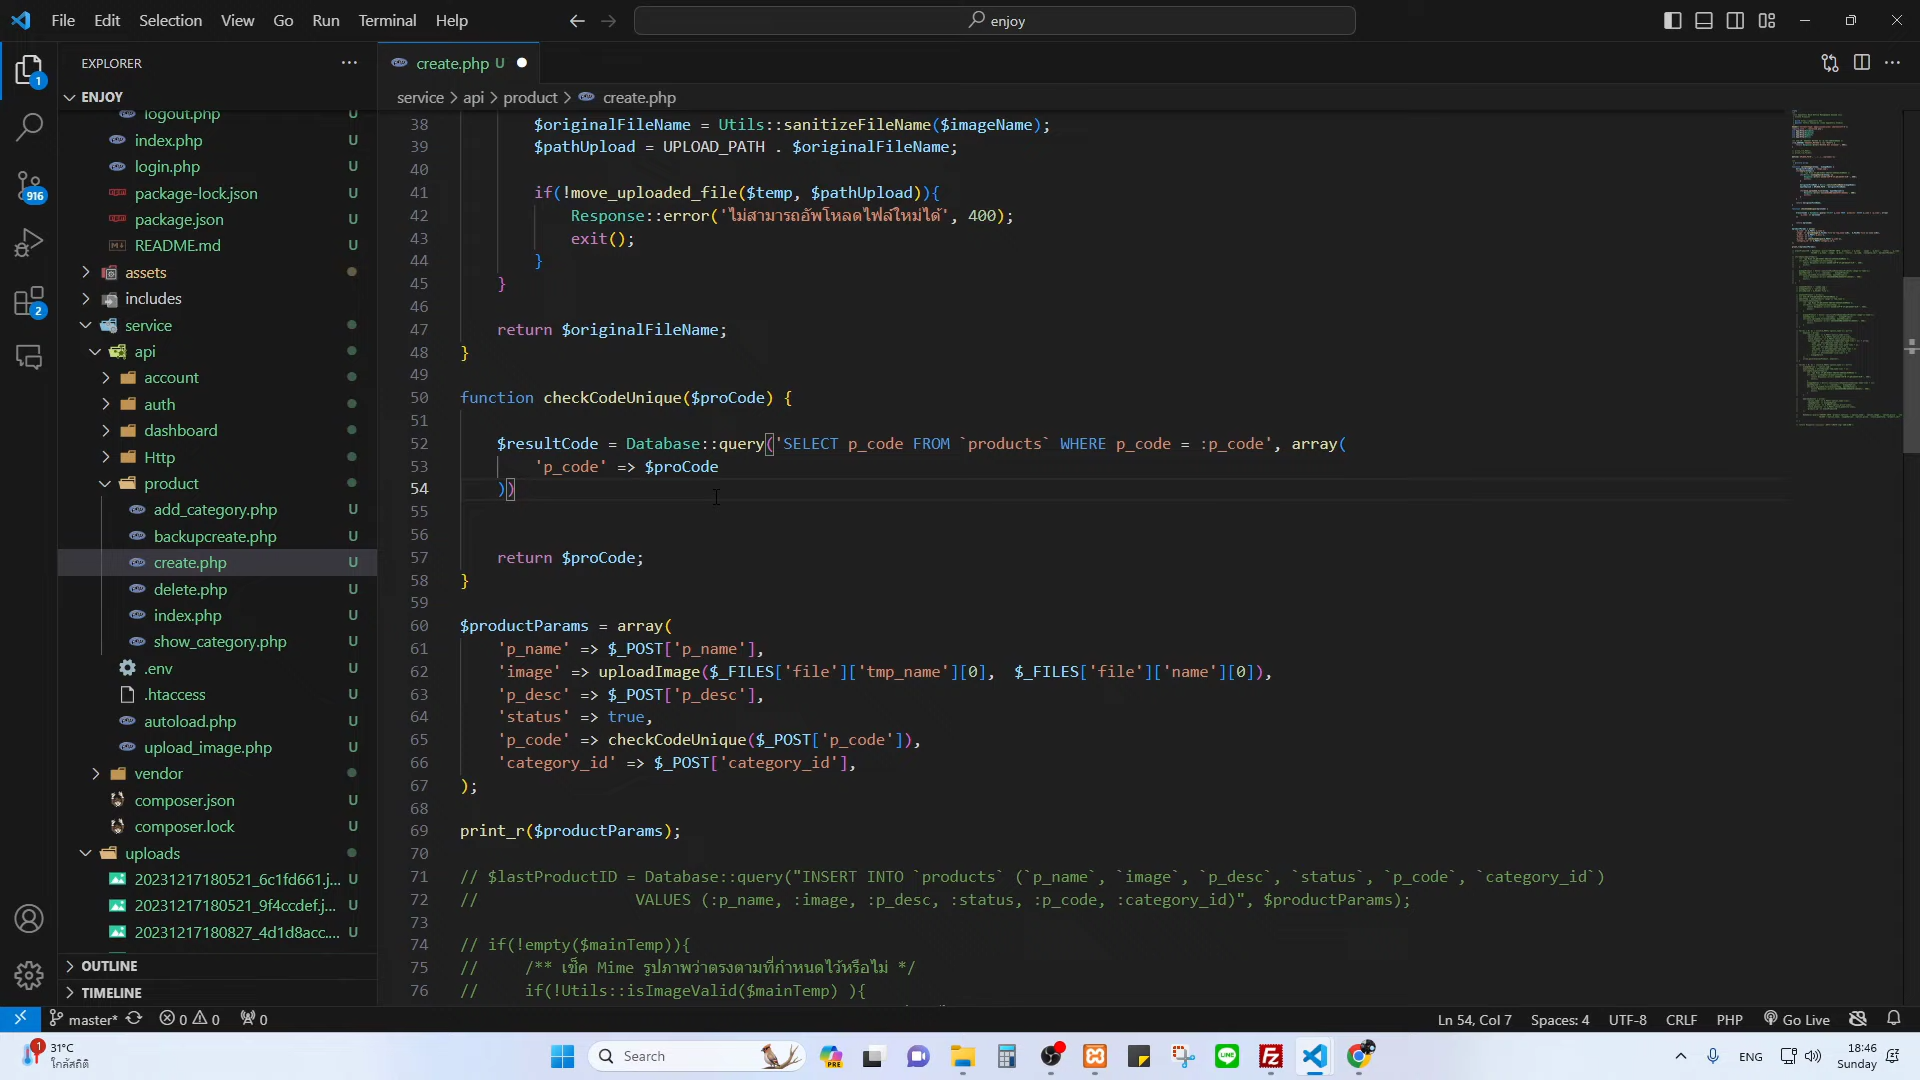 File Edit Selection View Go Run Terminal Help
enjoy
EXPLORER
ENJOY
logout.php U
index.php U
login.php U
package-lock.json U
package.json U
README.md U
assets
includes
service
api
account
auth
dashboard
Http
product
add_category.php U
backupcreate.php U
create.php U
delete.php U
index.php U
show_category.php U
.env U
.htaccess U
autoload.php U
upload_image.php U
vendor
composer.json U
composer.lock U
uploads
20231217180521_6c1fd661.j... U
20231217180521_9f4ccdef.j... U
20231217180827_4d1d8acc.... U
OUTLINE
TIMELINE
1
916
2
create.php U
service > api > product > create.php
38 $originalFileName = Utils::sanitizeFileName($imageName);
39 $pathUpload = UPLOAD_PATH . $originalFileName;
40
41 if(!move_uploaded_file($temp, $pathUpload)){
42 Response::error('ไม่สามารถอัพโหลดไฟล์ใหม่ได้', 400);
43 exit();
44 }
45 }
46
47 return $originalFileName;
48 }
49
50 function checkCodeUnique($proCode) {
51
52 $resultCode = Database::query('SELECT p_code FROM `products` WHERE p_code = :p_code', array(
53 'p_code' => $proCode
54 ))
55
56
57 return $proCode;
58 }
59
60 $productParams = array(
61 'p_name' => $_POST['p_name'],
62 'image' => uploadImage($_FILES['file']['tmp_name'][0], $_FILES['file']['name'][0]),
63 'p_desc' => $_POST['p_desc'],
64 'status' => true,
65 'p_code' => checkCodeUnique($_POST['p_code']),
66 'category_id' => $_POST['category_id'],
67 );
68
69 print_r($productParams);
70
71 // $lastProductID = Database::query("INSERT INTO `products` (`p_name`, `image`, `p_desc`, `status`, `p_code`, `category_id`)
72 // VALUES (:p_name, :image, :p_desc, :status, :p_code, :category_id)", $productParams);
73
74 // if(!empty($mainTemp)){
75 // /** เช็ค Mime รูปภาพว่าตรงตามที่กำหนดไว้หรือไม่ */
76 // if(!Utils::isImageValid($mainTemp) ){
master* 0 0 0
Ln 54, Col 7 Spaces: 4 UTF-8 CRLF PHP Go Live
1
31°C
ใกล้สถิติ
Search
PRE
ENG
18:46
Sunday